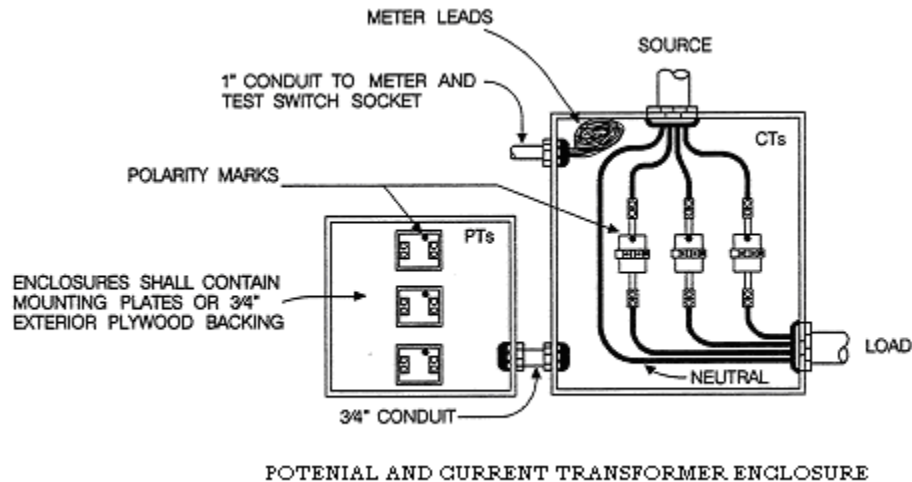 METER LEADS
SOURCE
1" CONDUIT TO METER AND
TEST SWITCH SOCKET
CTs
POLARITY MARKS
PTs
ENCLOSURES SHALL CONTAIN
MOUNTING PLATES OR 3/4"
EXTERIOR PLYWOOD BACKING
LOAD
NEUTRAL
3/4" CONDUIT
POTENIAL AND CURRENT TRANSFORMER ENCLOSURE